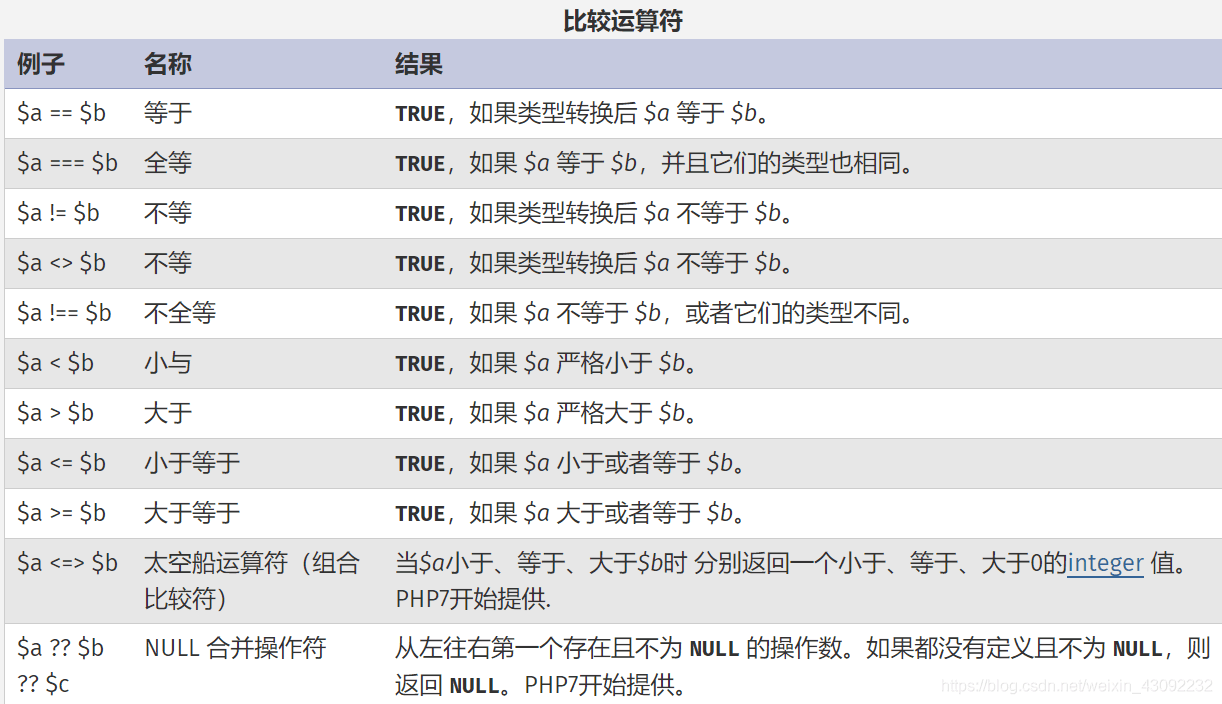 比较运算符
例子 名称 结果
$a == $b 等于 TRUE，如果类型转换后 $a 等于 $b。
$a === $b 全等 TRUE，如果 $a 等于 $b，并且它们的类型也相同。
$a != $b 不等 TRUE，如果类型转换后 $a 不等于 $b。
$a <> $b 不等 TRUE，如果类型转换后 $a 不等于 $b。
$a !== $b 不全等 TRUE，如果 $a 不等于 $b，或者它们的类型不同。
$a < $b 小与 TRUE，如果 $a 严格小于 $b。
$a > $b 大于 TRUE，如果 $a 严格大于 $b。
$a <= $b 小于等于 TRUE，如果 $a 小于或者等于 $b。
$a >= $b 大于等于 TRUE，如果 $a 大于或者等于 $b。
$a <=> $b 太空船运算符（组合 当$a小于、等于、大于$b时 分别返回一个小于、等于、大于0的integer 值。
比较符） PHP7开始提供.
$a ?? $b NULL 合并操作符 从左往右第一个存在且不为 NULL 的操作数。如果都没有定义且不为 NULL，则
?? $c 返回 NULL。PHP7开始提供。
https://blog.csdn.net/weixin_43092232